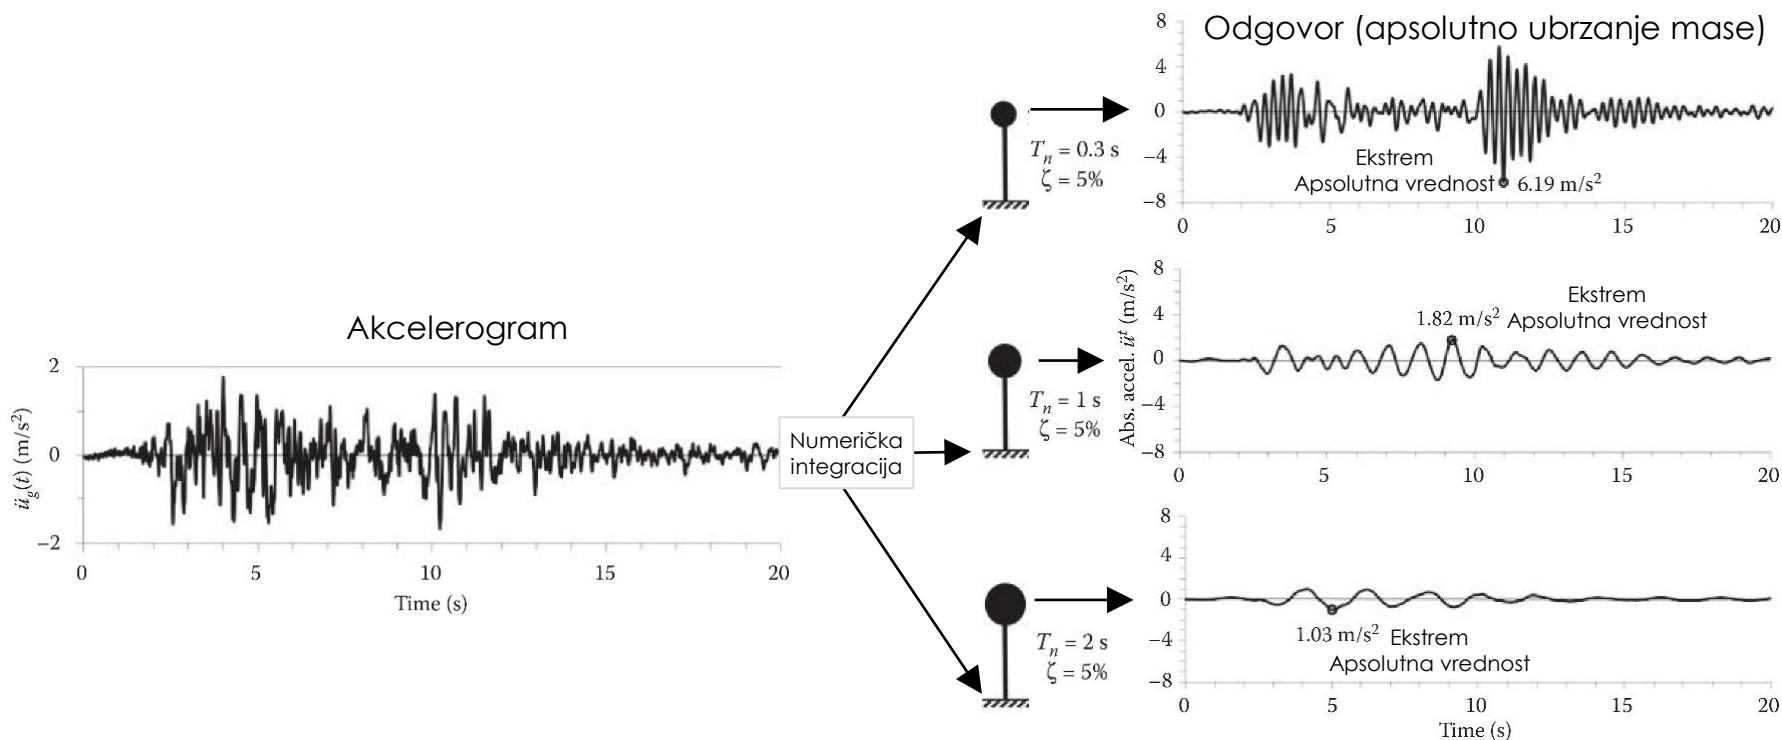 Odgovor (apsolutno ubrzanje mase)
8
4
0
−4
−8
Ekstrem
Apsolutna vrednost
6.19 m/s²
0
5
10
15
20
Tₙ = 0.3 s
ζ = 5%
Akcelerogram
üg(t) (m/s²)
2
0
−2
0
5
10
15
20
Time (s)
Numerička
integracija
Tₙ = 1 s
ζ = 5%
Abs. accel. üᵗ (m/s²)
8
4
0
−4
−8
Ekstrem
1.82 m/s² Apsolutna vrednost
0
5
10
15
20
Tₙ = 2 s
ζ = 5%
8
4
0
−4
−8
1.03 m/s² Ekstrem
Apsolutna vrednost
0
5
10
15
20
Time (s)